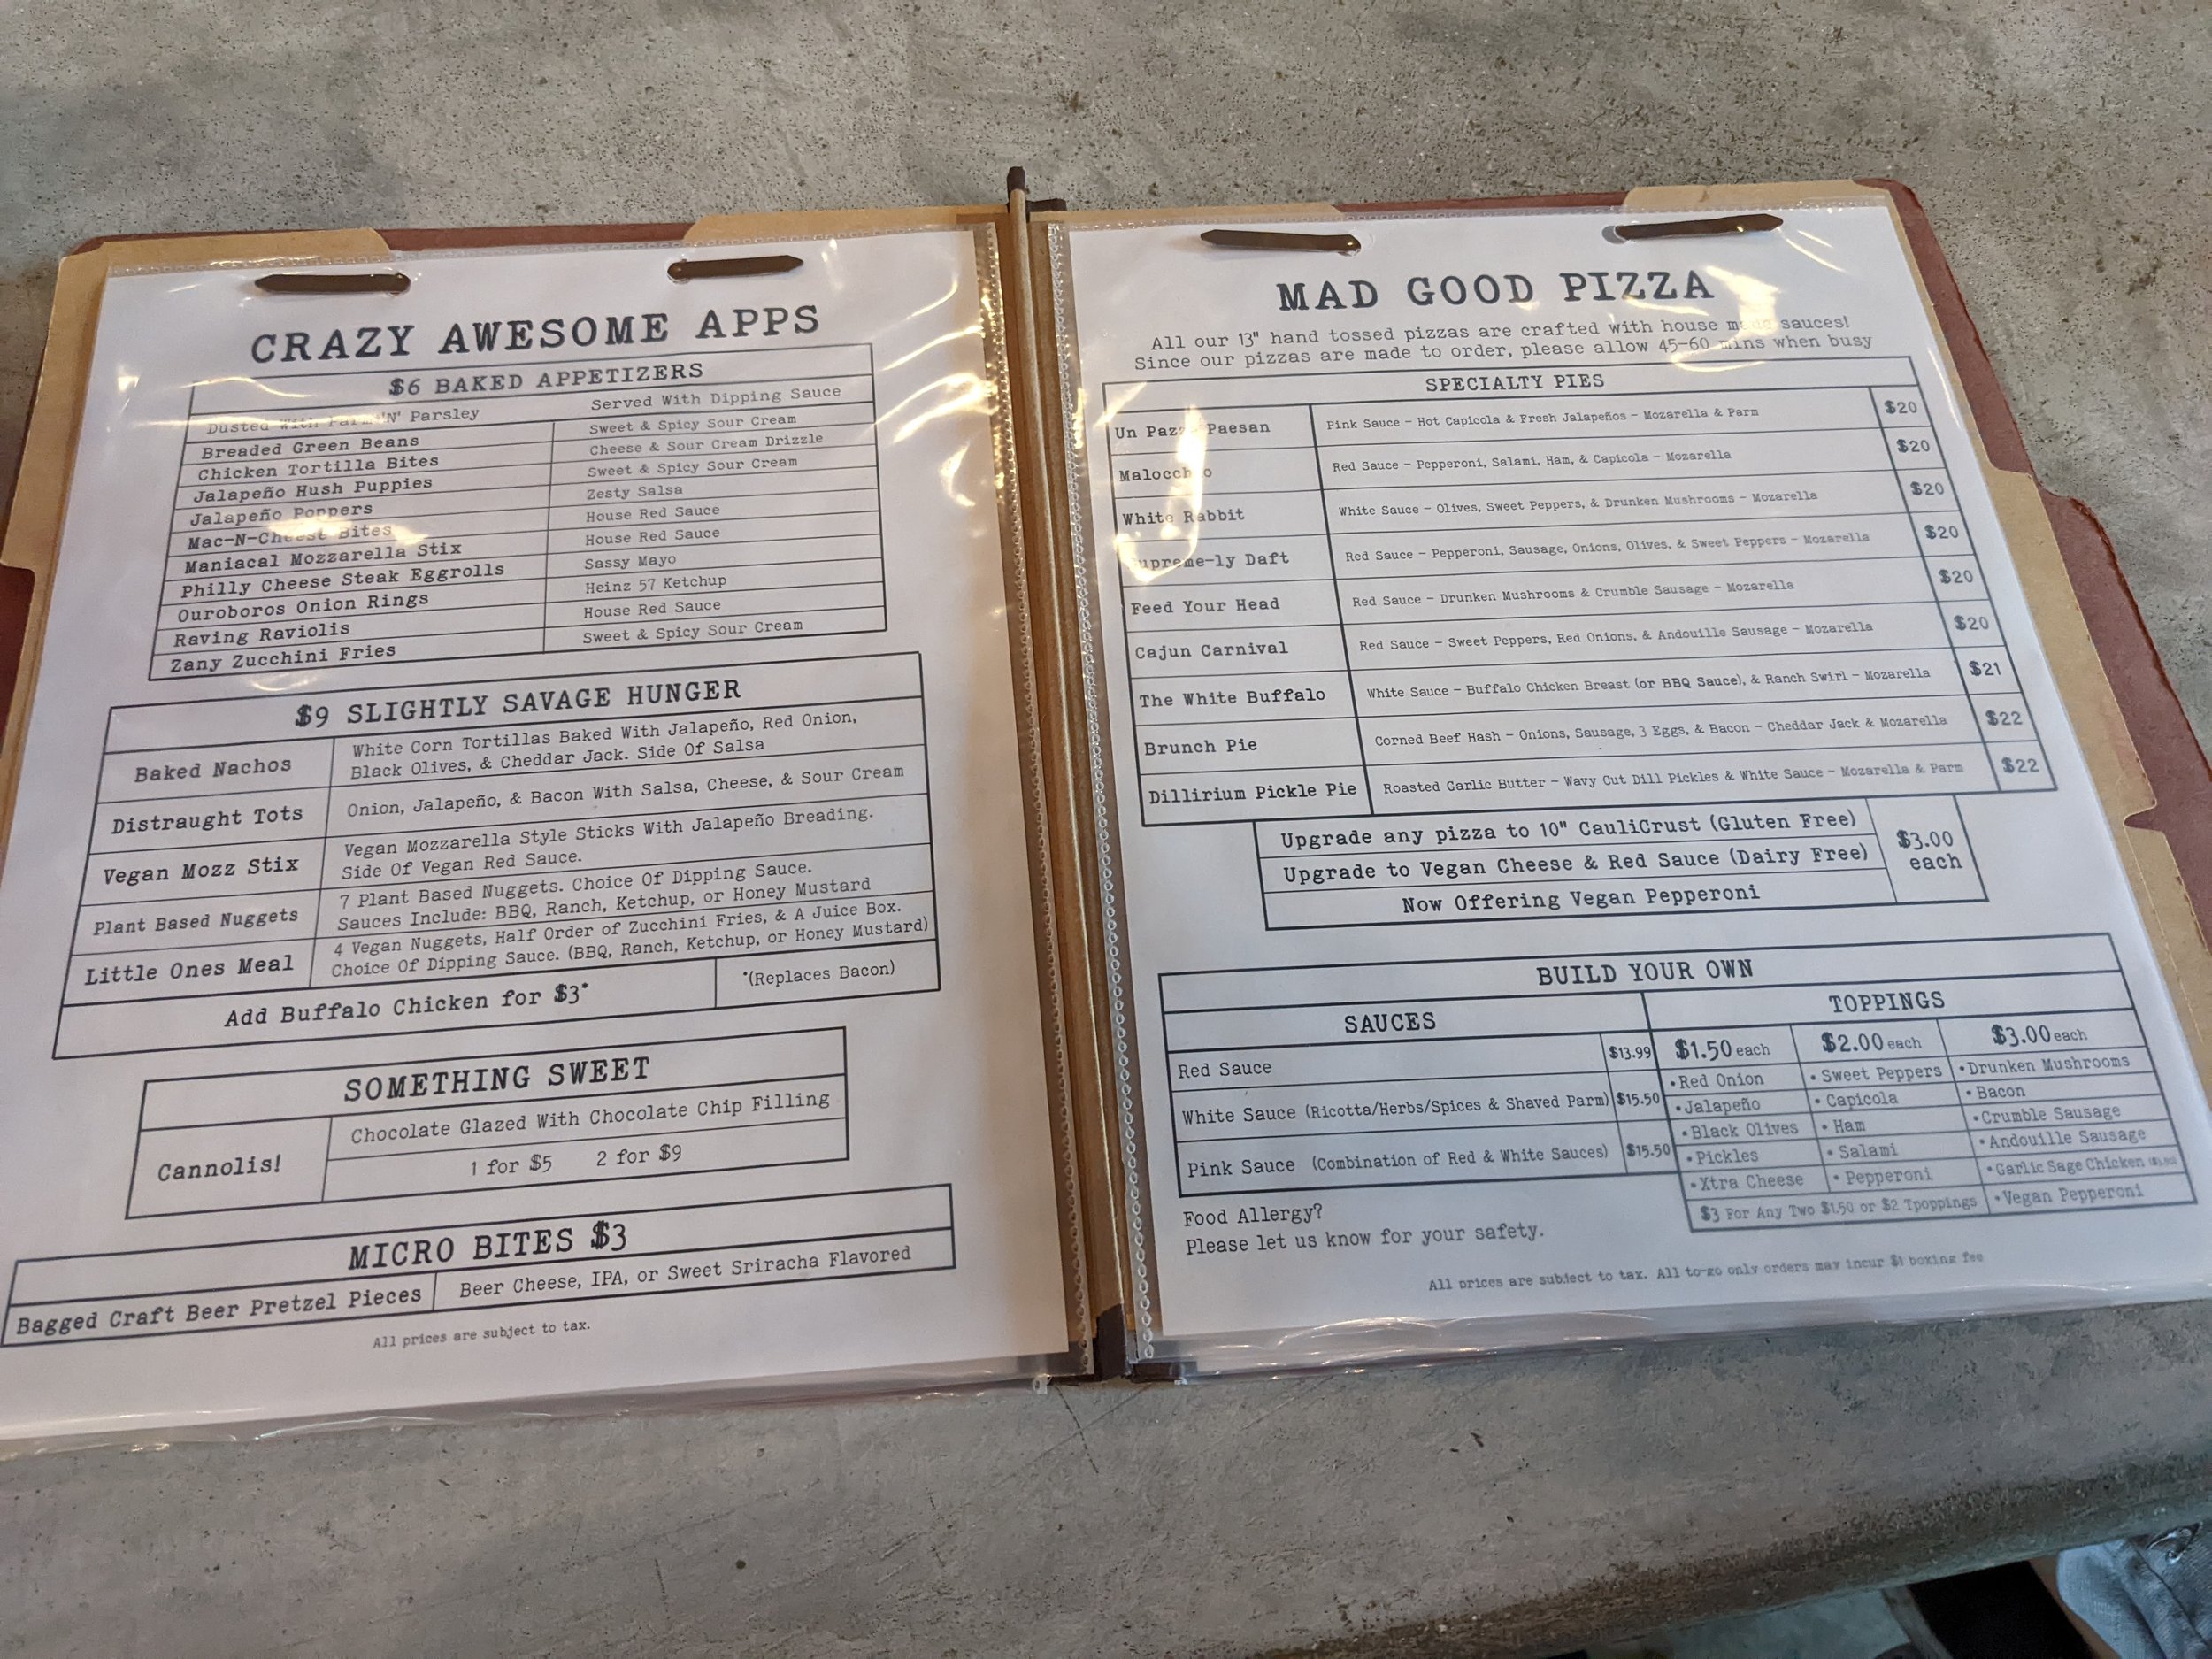 CRAZY AWESOME APPS
$6 BAKED APPETIZERS
Dusted With Parm 'N' Parsley Served With Dipping Sauce
Breaded Green Beans Sweet & Spicy Sour Cream
Chicken Tortilla Bites Cheese & Sour Cream Drizzle
Jalapeño Hush Puppies Sweet & Spicy Sour Cream
Jalapeño Poppers Zesty Salsa
Mac-N-Cheese Bites House Red Sauce
Maniacal Mozzarella Stix House Red Sauce
Philly Cheese Steak Eggrolls Sassy Mayo
Ouroboros Onion Rings Heinz 57 Ketchup
Raving Raviolis House Red Sauce
Zany Zucchini Fries Sweet & Spicy Sour Cream
$9 SLIGHTLY SAVAGE HUNGER
Baked Nachos
White Corn Tortillas Baked With Jalapeño, Red Onion,
Black Olives, & Cheddar Jack. Side Of Salsa
Distraught Tots Onion, Jalapeño, & Bacon With Salsa, Cheese, & Sour Cream
Vegan Mozz Stix
Vegan Mozzarella Style Sticks With Jalapeño Breading.
Side Of Vegan Red Sauce.
Plant Based Nuggets
7 Plant Based Nuggets. Choice Of Dipping Sauce.
Sauces Include: BBQ, Ranch, Ketchup, or Honey Mustard
Little Ones Meal
4 Vegan Nuggets, Half Order of Zucchini Fries, & A Juice Box.
Choice Of Dipping Sauce. (BBQ, Ranch, Ketchup, or Honey Mustard)
Add Buffalo Chicken for $3* *(Replaces Bacon)
SOMETHING SWEET
Cannolis!
Chocolate Glazed With Chocolate Chip Filling
1 for $5 2 for $9
MICRO BITES $3
Bagged Craft Beer Pretzel Pieces Beer Cheese, IPA, or Sweet Sriracha Flavored
All prices are subject to tax.
MAD GOOD PIZZA
All our 13" hand tossed pizzas are crafted with house made sauces!
Since our pizzas are made to order, please allow 45-60 mins when busy
SPECIALTY PIES
Un Pazzo Paesan Pink Sauce - Hot Capicola & Fresh Jalapeños - Mozarella & Parm $20
Malocchio Red Sauce - Pepperoni, Salami, Ham, & Capicola - Mozarella $20
White Rabbit White Sauce - Olives, Sweet Peppers, & Drunken Mushrooms - Mozarella $20
Supreme-ly Daft Red Sauce - Pepperoni, Sausage, Onions, Olives, & Sweet Peppers - Mozarella $20
Feed Your Head Red Sauce - Drunken Mushrooms & Crumble Sausage - Mozarella $20
Cajun Carnival Red Sauce - Sweet Peppers, Red Onions, & Andouille Sausage - Mozarella $20
The White Buffalo White Sauce - Buffalo Chicken Breast (or BBQ Sauce), & Ranch Swirl - Mozarella $21
Brunch Pie Corned Beef Hash - Onions, Sausage, 3 Eggs, & Bacon - Cheddar Jack & Mozarella $22
Dillirium Pickle Pie Roasted Garlic Butter - Wavy Cut Dill Pickles & White Sauce - Mozarella & Parm $22
Upgrade any pizza to 10" CauliCrust (Gluten Free)
Upgrade to Vegan Cheese & Red Sauce (Dairy Free)
Now Offering Vegan Pepperoni
$3.00
each
BUILD YOUR OWN
SAUCES
Red Sauce $13.99
White Sauce (Ricotta/Herbs/Spices & Shaved Parm) $15.50
Pink Sauce (Combination of Red & White Sauces) $15.50
TOPPINGS
$1.50 each $2.00 each $3.00 each
• Red Onion • Sweet Peppers • Drunken Mushrooms
• Jalapeño • Capicola • Bacon
• Black Olives • Ham • Crumble Sausage
• Pickles • Salami • Andouille Sausage
• Xtra Cheese • Pepperoni • Garlic Sage Chicken
$3 For Any Two $1.50 or $2 Tpoppings • Vegan Pepperoni
Food Allergy?
Please let us know for your safety.
All prices are subject to tax. All to-go only orders may incur $1 boxing fee